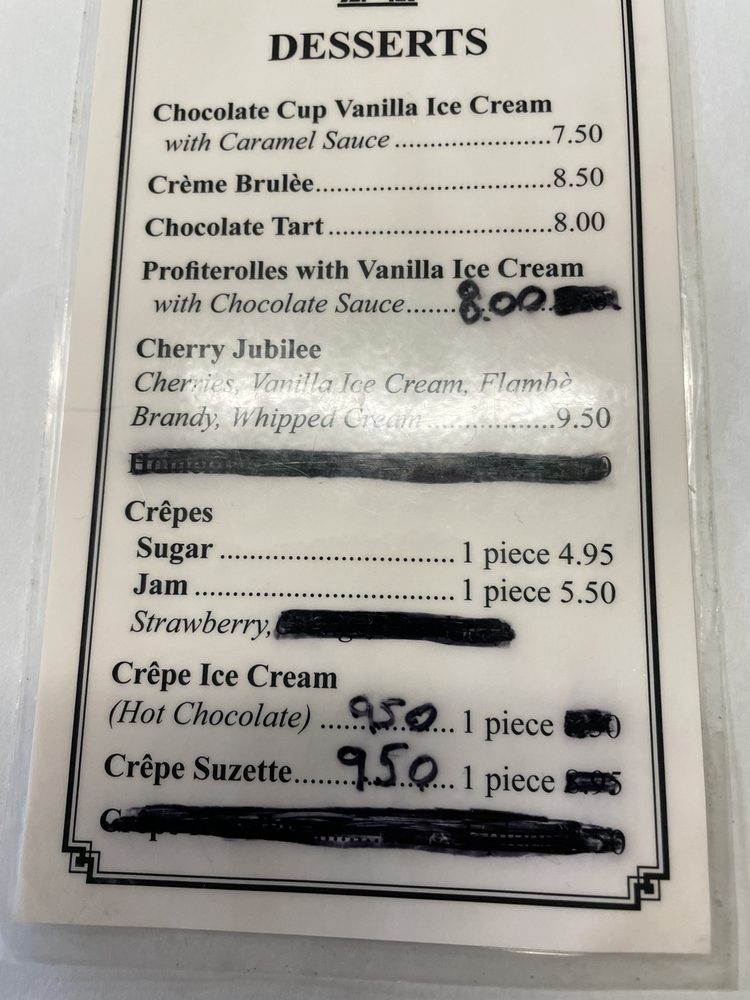 DESSERTS
Chocolate Cup Vanilla Ice Cream
with Caramel Sauce ........................7.50
Crème Brulèe....................................8.50
Chocolate Tart ..................................8.00
Profiterolles with Vanilla Ice Cream
with Chocolate Sauce.......8.00
Cherry Jubilee
Cherries, Vanilla Ice Cream, Flambè
Brandy, Whipped Cream ....................9.50
Crêpes
Sugar ................................... 1 piece 4.95
Jam ....................................... 1 piece 5.50
Strawberry,
Crêpe Ice Cream
(Hot Chocolate) ....950... 1 piece
Crêpe Suzette.......950... 1 piece 8.95